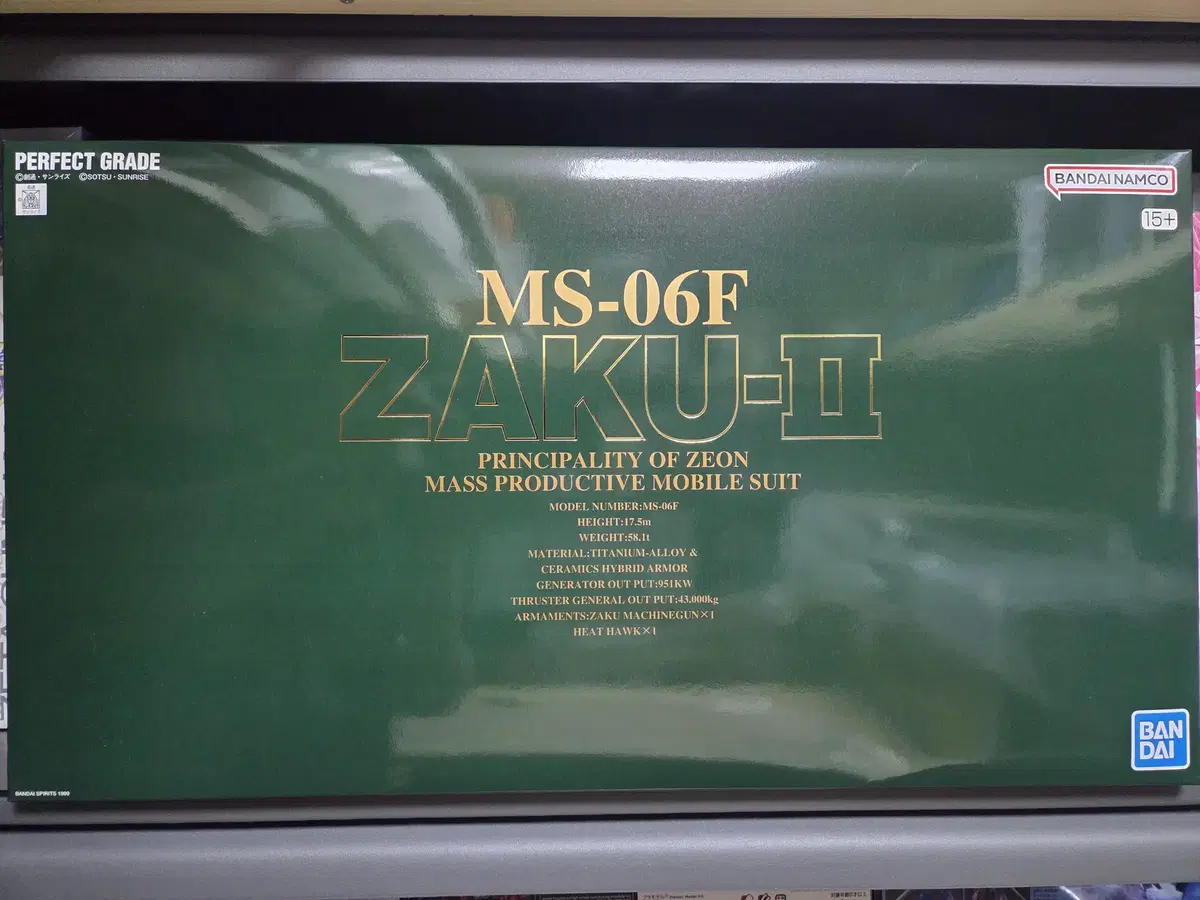 PERFECT GRADE
©創通・サンライズ ©SOTSU・SUNRISE
BANDAI NAMCO
15+
MS-06F
ZAKU-II
PRINCIPALITY OF ZEON
MASS PRODUCTIVE MOBILE SUIT
MODEL NUMBER:MS-06F
HEIGHT:17.5m
WEIGHT:58.1t
MATERIAL:TITANIUM-ALLOY &
CERAMICS HYBRID ARMOR
GENERATOR OUT PUT:951KW
THRUSTER GENERAL OUT PUT:43.000kg
ARMAMENTS:ZAKU MACHINEGUN×1
HEAT HAWK×1
BAN
DAI
BANDAI SPIRITS 1999